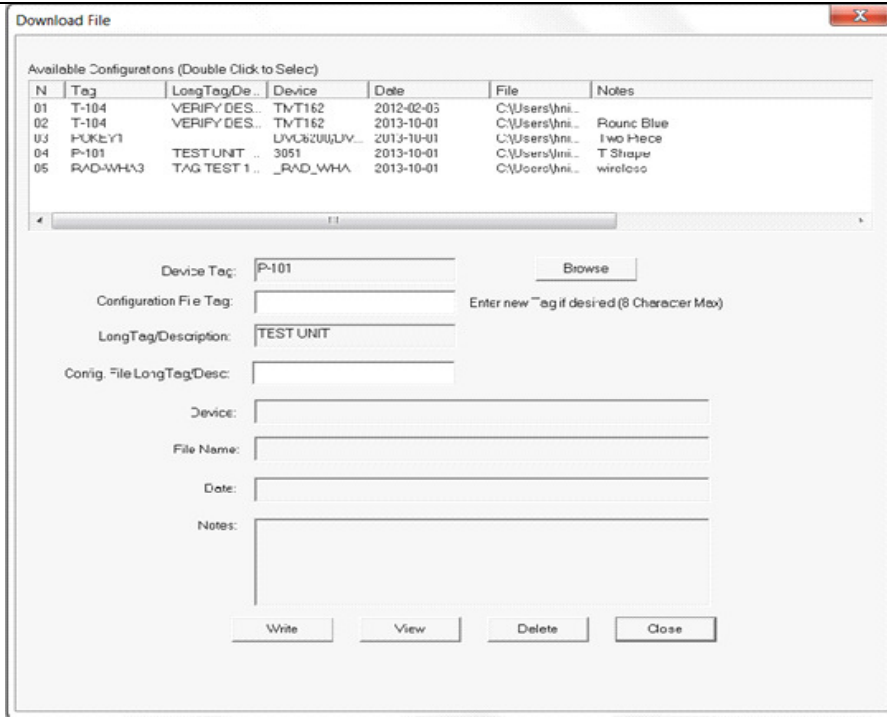 Download File
Available Configurations (Double Click to Select)
N Tag LongTag/De... Device Date File Notes
01 T-104 VERIFY DES... TMT162 2012-02-06 C:\Users\hni...
02 T-104 VERIFY DES... TMT162 2013-10-01 C:\Users\hni... Round Blue
03 POKEY1 DVC6200,DV... 2013-10-01 C:\Users\hni... Two Piece
04 P-101 TEST UNIT ... 3051 2013-10-01 C:\Users\hni... T Shape
05 RAD-WHA3 TAG TEST 1... _RAD_WHA 2013-10-01 C:\Users\hni... wireless
Device Tag: P-101 Browse
Configuration File Tag: Enter new Tag if desired (8 Character Max)
LongTag/Description: TEST UNIT
Config. File LongTag/Desc:
Device:
File Name:
Date:
Notes:
Write View Delete Close